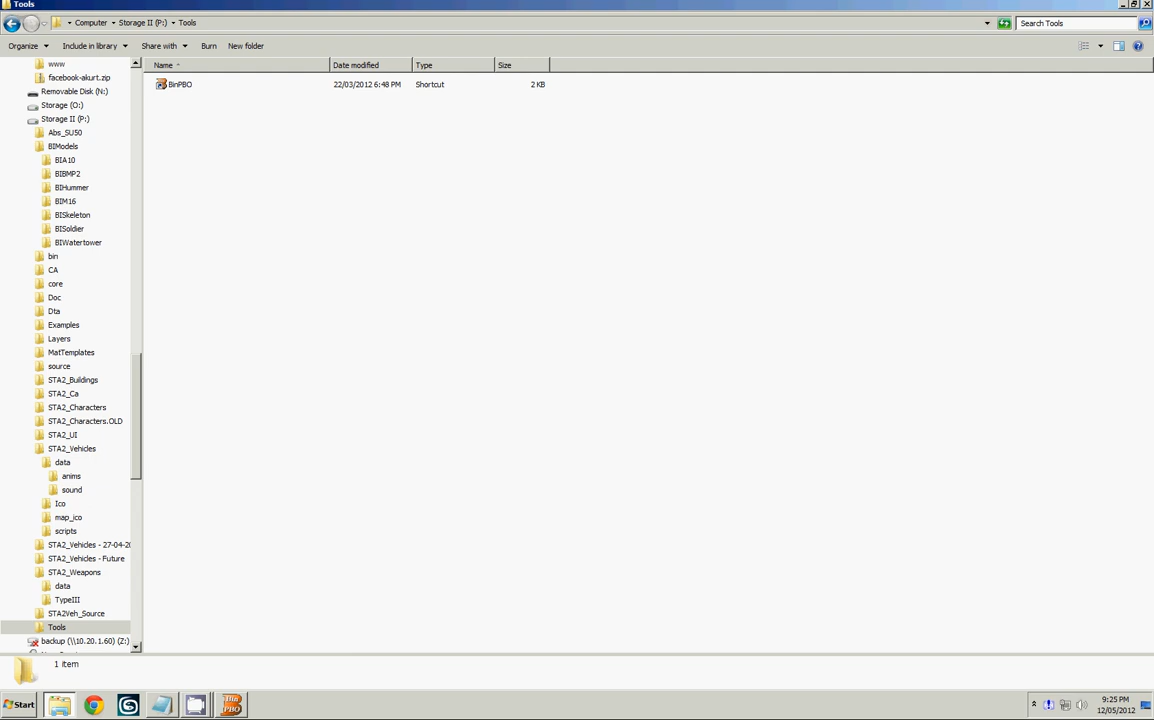 Tools
Computer ▸ Storage II (P:) ▸ Tools
Search Tools
Organize Include in library Share with Burn New folder
Name Date modified Type Size
BinPBO 22/03/2012 6:48 PM Shortcut 2 KB
www
facebook-akurt.zip
Removable Disk (N:)
Storage (O:)
Storage II (P:)
Abs_SU50
BIModels
BIA10
BIBMP2
BIHummer
BIM16
BISkeleton
BISoldier
BIWatertower
bin
CA
core
Doc
Dta
Examples
Layers
MatTemplates
source
STA2_Buildings
STA2_Ca
STA2_Characters
STA2_Characters.OLD
STA2_UI
STA2_Vehicles
data
anims
sound
Ico
map_ico
scripts
STA2_Vehicles - 27-04-20
STA2_Vehicles - Future
STA2_Weapons
data
TypeIII
STA2Veh_Source
Tools
backup (\\10.20.1.60) (Z:)
1 item
Start
Bin
PBO
9:25 PM
12/05/2012